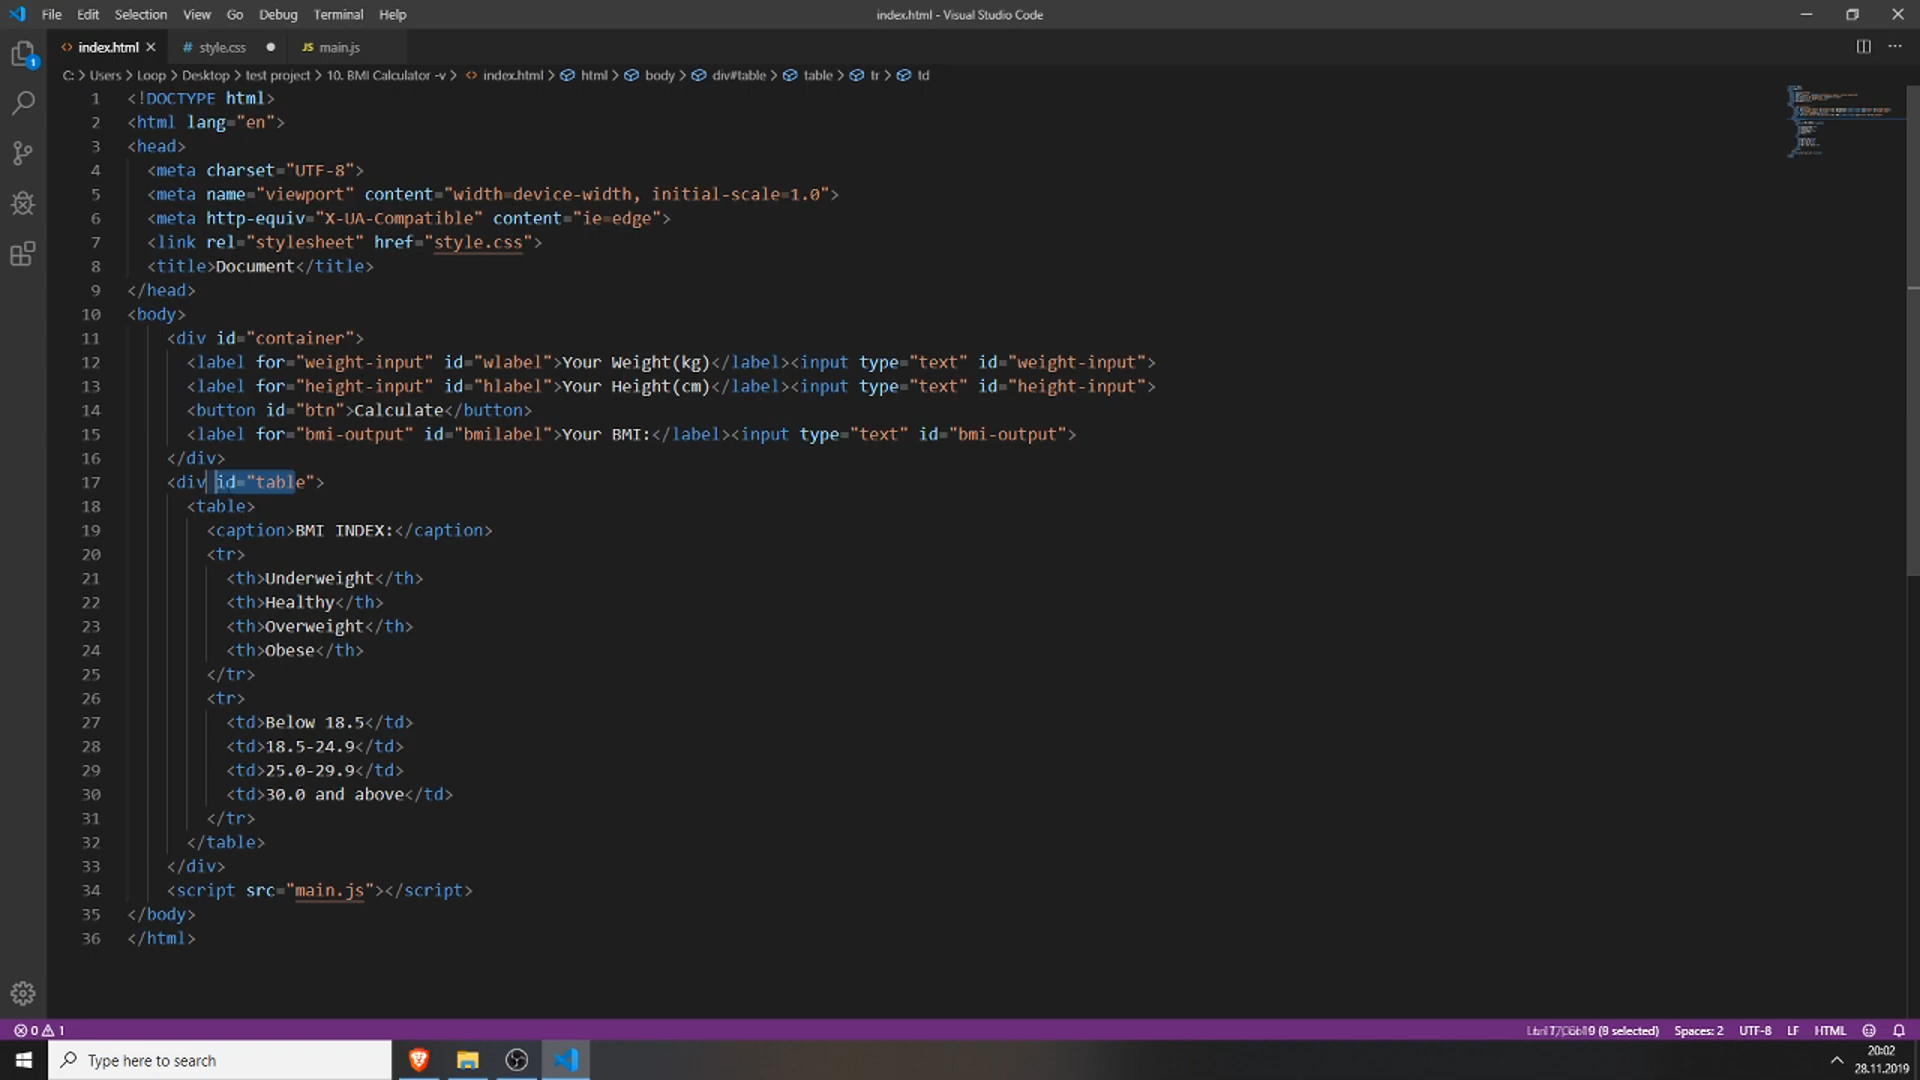 File Edit Selection View Go Debug Terminal Help
index.html - Visual Studio Code
index.html
# style.css
JS main.js
C: > Users > Loop > Desktop > test project > 10. BMI Calculator -v > index.html > html > body > div#table > table > tr > td
1 <!DOCTYPE html>
2 <html lang="en">
3 <head>
4 <meta charset="UTF-8">
5 <meta name="viewport" content="width=device-width, initial-scale=1.0">
6 <meta http-equiv="X-UA-Compatible" content="ie=edge">
7 <link rel="stylesheet" href="style.css">
8 <title>Document</title>
9 </head>
10 <body>
11 <div id="container">
12 <label for="weight-input" id="wlabel">Your Weight(kg)</label><input type="text" id="weight-input">
13 <label for="height-input" id="hlabel">Your Height(cm)</label><input type="text" id="height-input">
14 <button id="btn">Calculate</button>
15 <label for="bmi-output" id="bmilabel">Your BMI:</label><input type="text" id="bmi-output">
16 </div>
17 <div id="table">
18 <table>
19 <caption>BMI INDEX:</caption>
20 <tr>
21 <th>Underweight</th>
22 <th>Healthy</th>
23 <th>Overweight</th>
24 <th>Obese</th>
25 </tr>
26 <tr>
27 <td>Below 18.5</td>
28 <td>18.5-24.9</td>
29 <td>25.0-29.9</td>
30 <td>30.0 and above</td>
31 </tr>
32 </table>
33 </div>
34 <script src="main.js"></script>
35 </body>
36 </html>
1
0 1
selected) Spaces: 2 UTF-8 LF HTML
Type here to search
20:02
28.11.2019